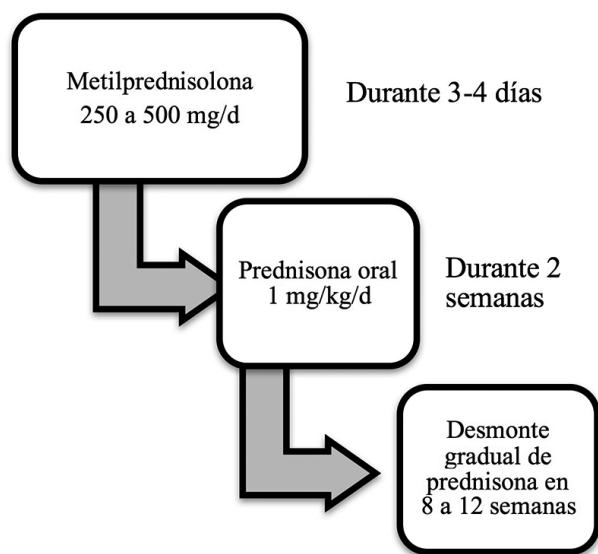 Metilprednisolona
250 a 500 mg/d
Durante 3-4 días
Prednisona oral
1 mg/kg/d
Durante 2
semanas
Desmonte
gradual de
prednisona en
8 a 12 semanas